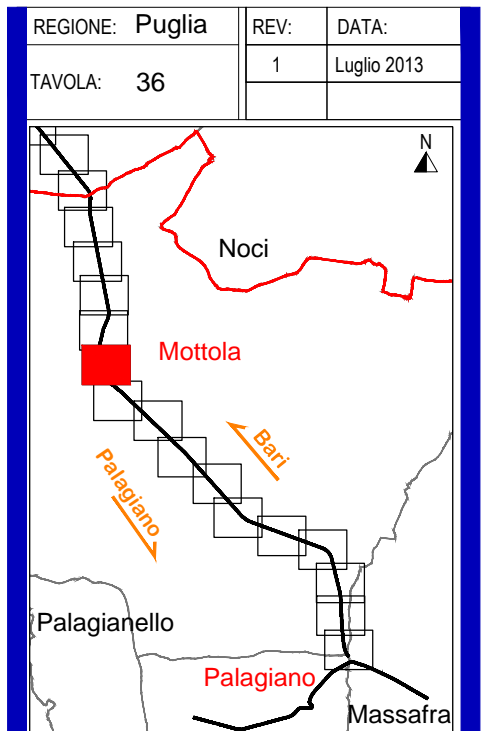 REGIONE: Puglia
REV:
DATA:
TAVOLA: 36
1
Luglio 2013
N
Noci
Mottola
Bari
Palagiano
Palagianello
Palagiano
Massafra